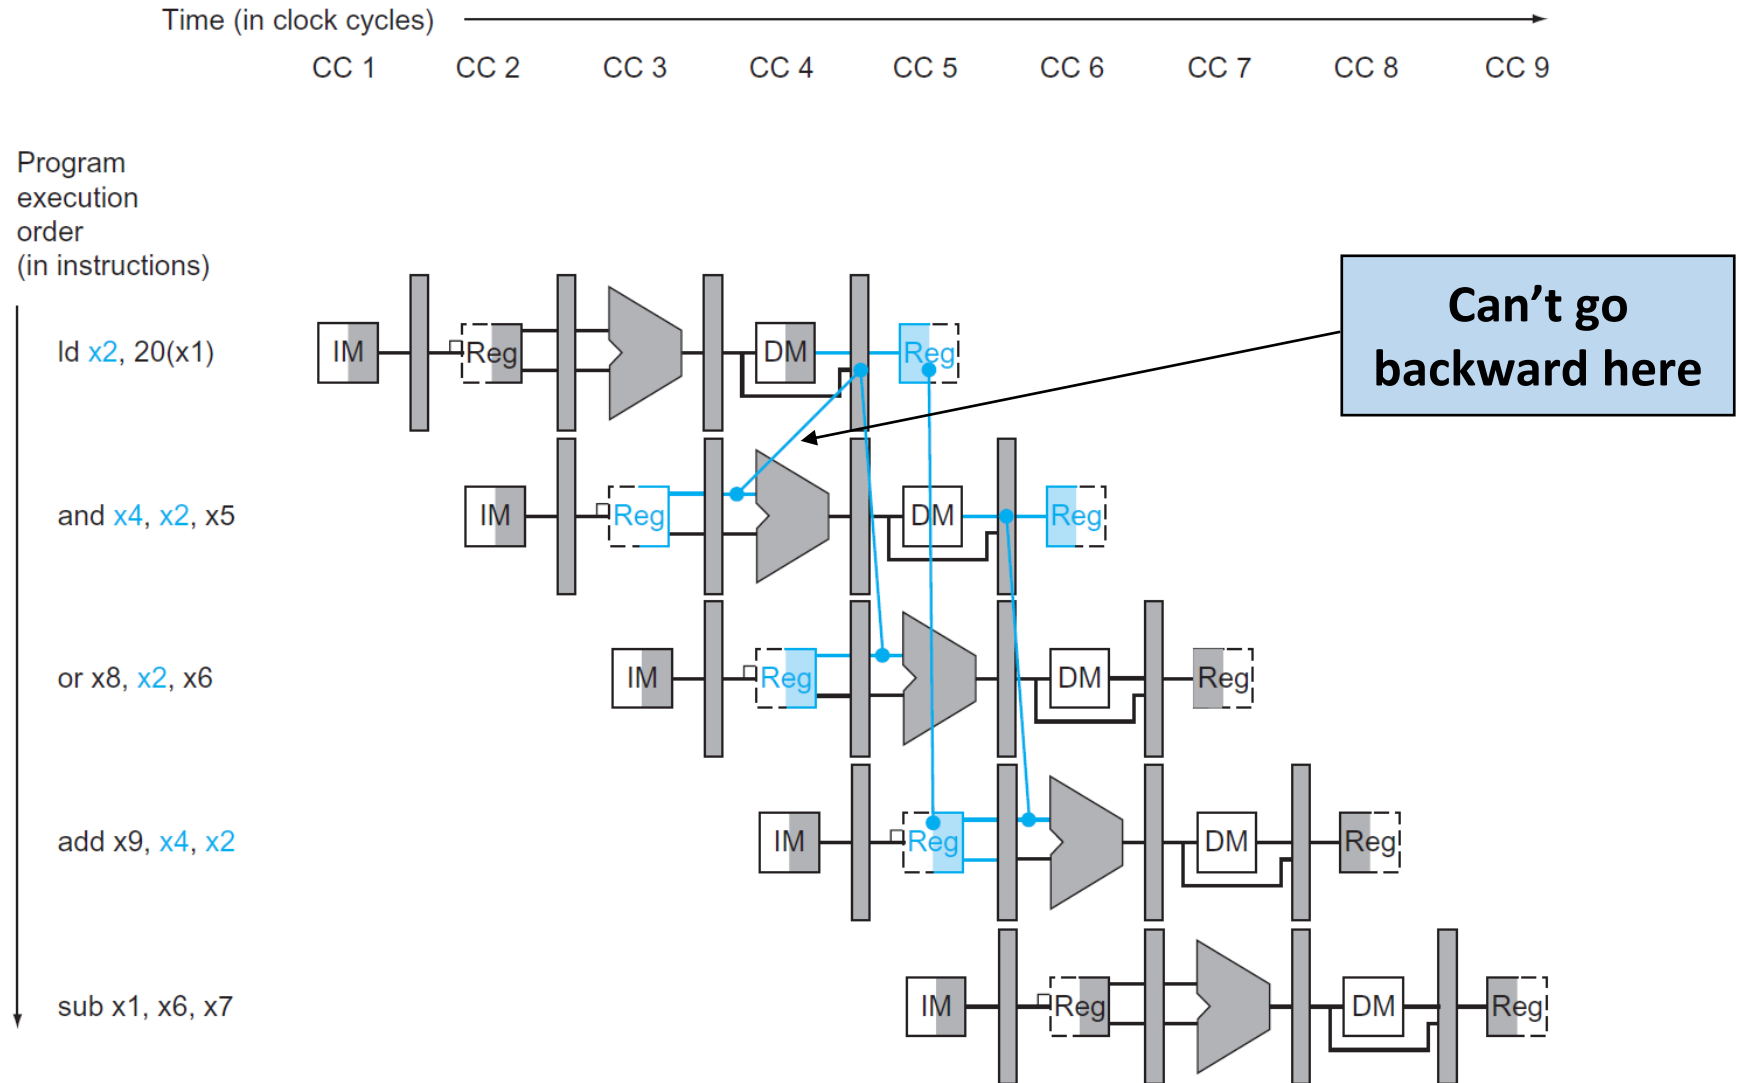 Time (in clock cycles)
CC 1 CC 2 CC 3 CC 4 CC 5 CC 6 CC 7 CC 8 CC 9
Program
execution
order
(in instructions)
Can’t go
backward here
ld x2, 20(x1) IM Reg DM Reg
and x4, x2, x5 IM Reg DM Reg
or x8, x2, x6 IM Reg DM Reg
add x9, x4, x2 IM Reg DM Reg
sub x1, x6, x7 IM Reg DM Reg